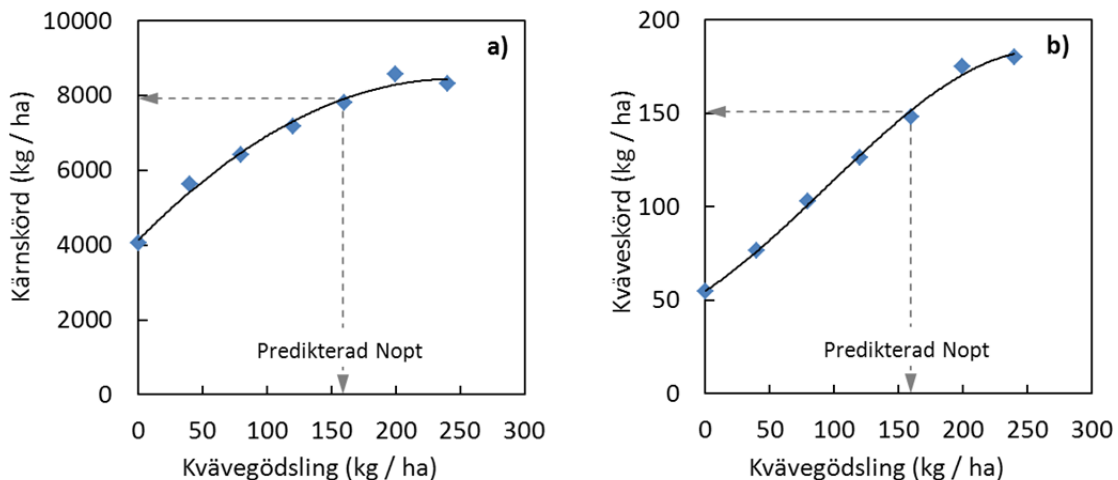 a)
10000
8000
6000
4000
2000
0
Kärnskörd (kg / ha)
Predikterad Nopt
0 50 100 150 200 250 300
Kvävegödsling (kg / ha)
b)
200
150
100
50
0
Kväveskörd (kg / ha)
Predikterad Nopt
0 50 100 150 200 250 300
Kvävegödsling (kg / ha)